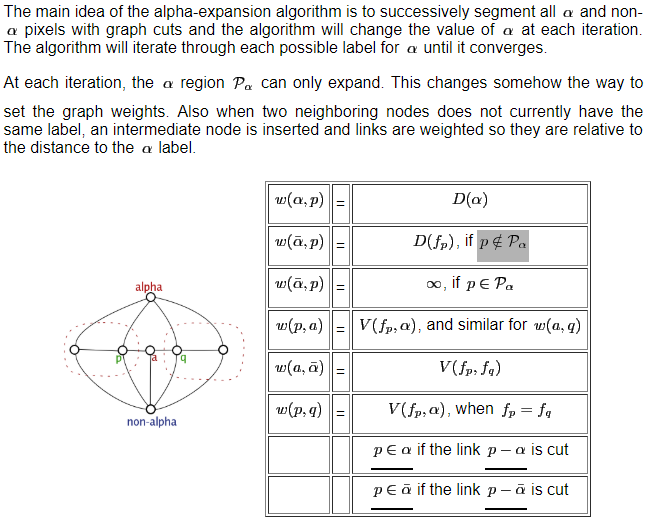 The main idea of the alpha-expansion algorithm is to successively segment all α and non-
α pixels with graph cuts and the algorithm will change the value of α at each iteration.
The algorithm will iterate through each possible label for α until it converges.
At each iteration, the α region 𝒫α can only expand. This changes somehow the way to
set the graph weights. Also when two neighboring nodes does not currently have the
same label, an intermediate node is inserted and links are weighted so they are relative to
the distance to the α label.
w(α, p) = D(α)
w(ᾱ, p) = D(fₚ), if p ∉ 𝒫α
w(ᾱ, p) = ∞, if p ∈ 𝒫α
w(p, a) = V(fₚ, α), and similar for w(a, q)
w(a, ᾱ) = V(fₚ, f_q)
w(p, q) = V(fₚ, α), when fₚ = f_q
p ∈ α if the link p − α is cut
p ∈ ᾱ if the link p − ᾱ is cut
alpha
p a q
non-alpha